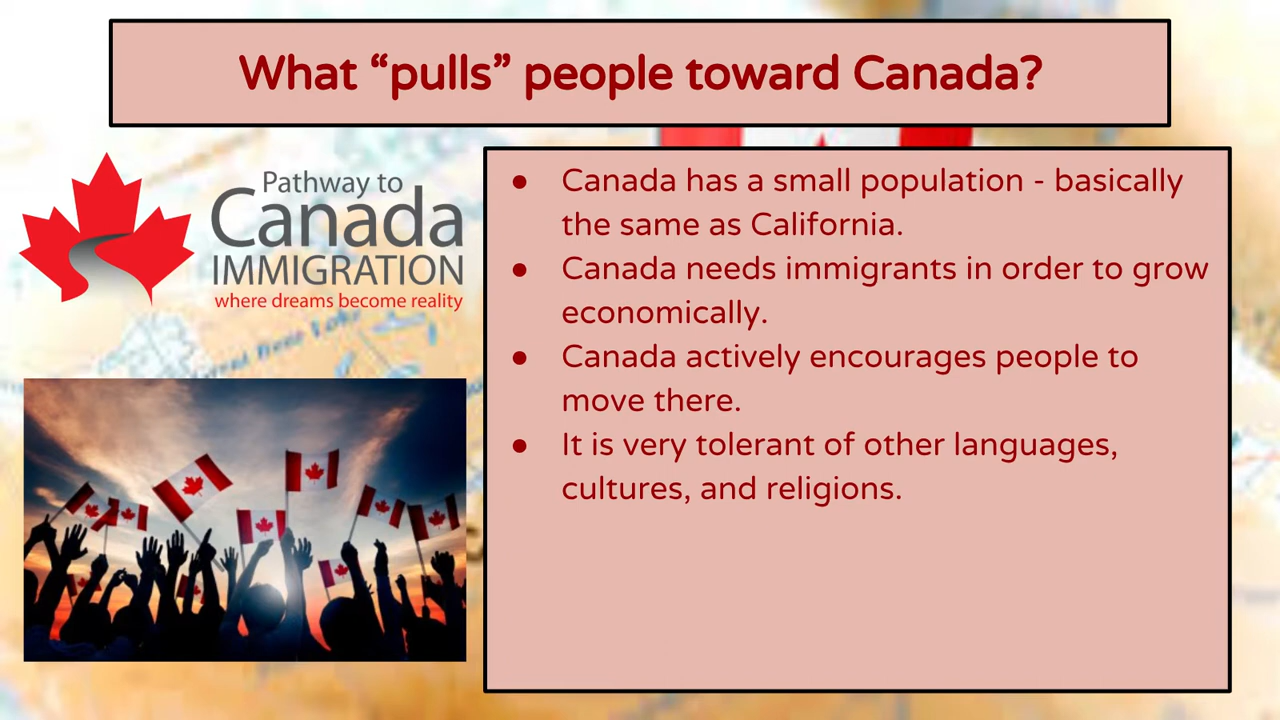 What “pulls” people toward Canada?
Pathway to
Canada
IMMIGRATION
where dreams become reality
● Canada has a small population - basically
the same as California.
● Canada needs immigrants in order to grow
economically.
● Canada actively encourages people to
move there.
● It is very tolerant of other languages,
cultures, and religions.